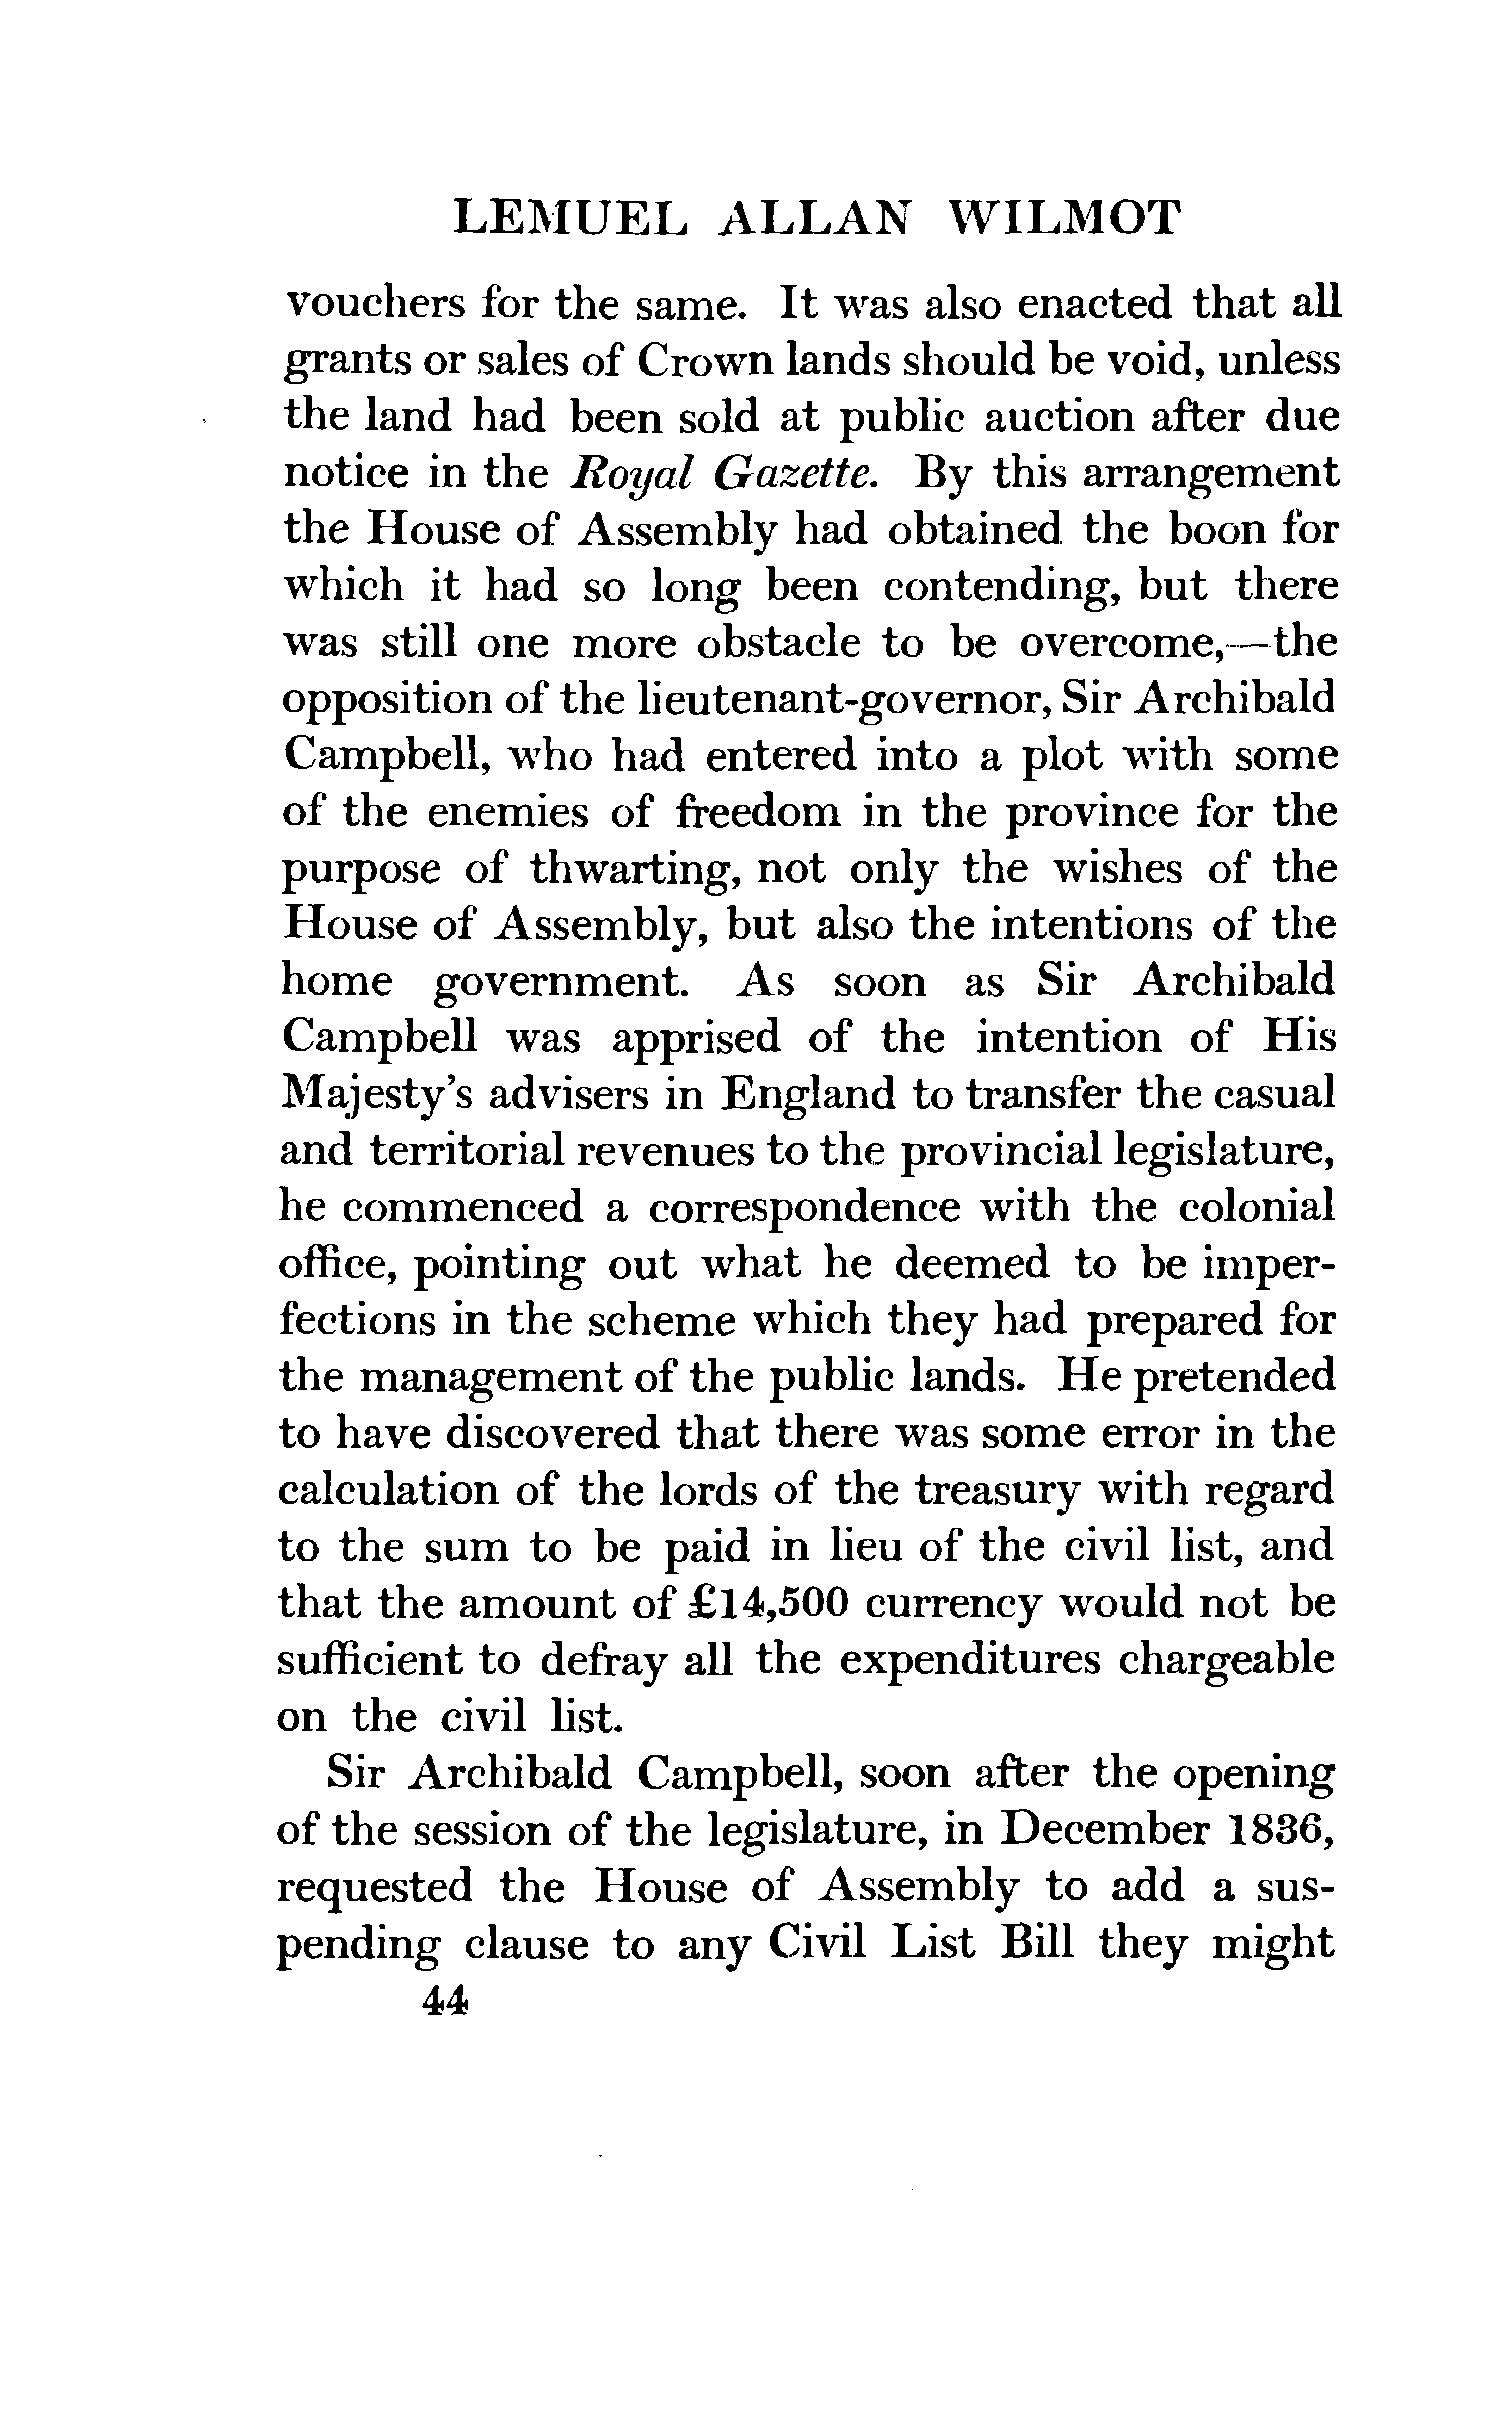 LEMUEL ALLAN WILMOT
vouchers for the same. It was also enacted that all
grants or sales of Crown lands should be void, unless
the land had been sold at public auction after due
notice in the Royal Gazette. By this arrangement
the House of Assembly had obtained the boon for
which it had so long been contending, but there
was still one more obstacle to be overcome,—the
opposition of the lieutenant-governor, Sir Archibald
Campbell, who had entered into a plot with some
of the enemies of freedom in the province for the
purpose of thwarting, not only the wishes of the
House of Assembly, but also the intentions of the
home government. As soon as Sir Archibald
Campbell was apprised of the intention of His
Majesty's advisers in England to transfer the casual
and territorial revenues to the provincial legislature,
he commenced a correspondence with the colonial
office, pointing out what he deemed to be imper-
fections in the scheme which they had prepared for
the management of the public lands. He pretended
to have discovered that there was some error in the
calculation of the lords of the treasury with regard
to the sum to be paid in lieu of the civil list, and
that the amount of £14,500 currency would not be
sufficient to defray all the expenditures chargeable
on the civil list.
Sir Archibald Campbell, soon after the opening
of the session of the legislature, in December 1836,
requested the House of Assembly to add a sus-
pending clause to any Civil List Bill they might
44